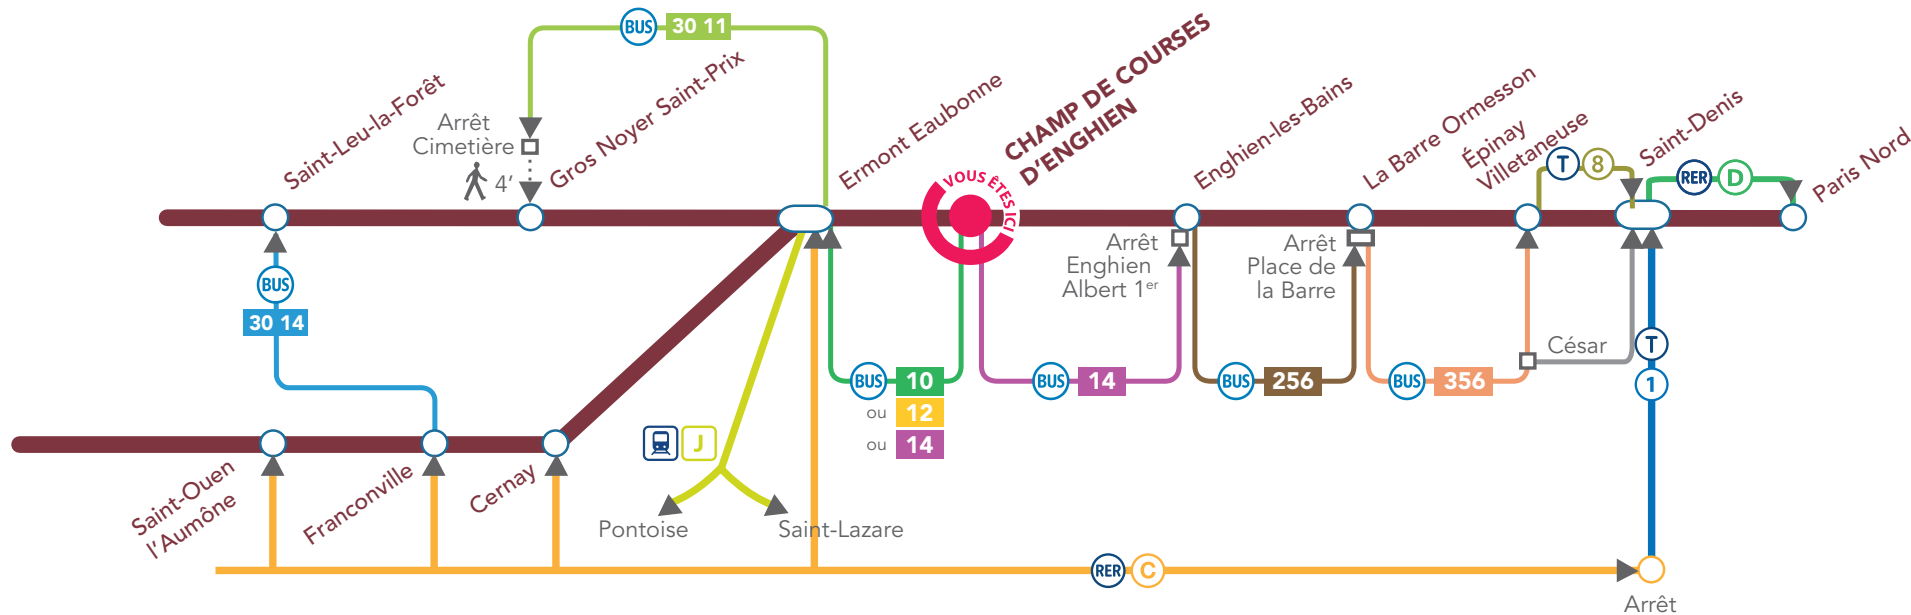 BUS
30 11
Saint-Leu-la-Forêt
Arrêt
Cimetière
4’
Gros Noyer Saint-Prix
Ermont Eaubonne
CHAMP DE COURSES
D’ENGHIEN
VOUS ÊTES ICI
Enghien-les-Bains
La Barre Ormesson
Épinay
Villetaneuse
T
8
Saint-Denis
RER
D
Paris Nord
BUS
30 14
Arrêt
Enghien
Albert 1er
Arrêt
Place de
la Barre
César
T
1
BUS
10
ou
12
ou
14
BUS
14
BUS
256
BUS
356
J
Pontoise
Saint-Lazare
Saint-Ouen
l’Aumône
Franconville
Cernay
RER
C
Arrêt